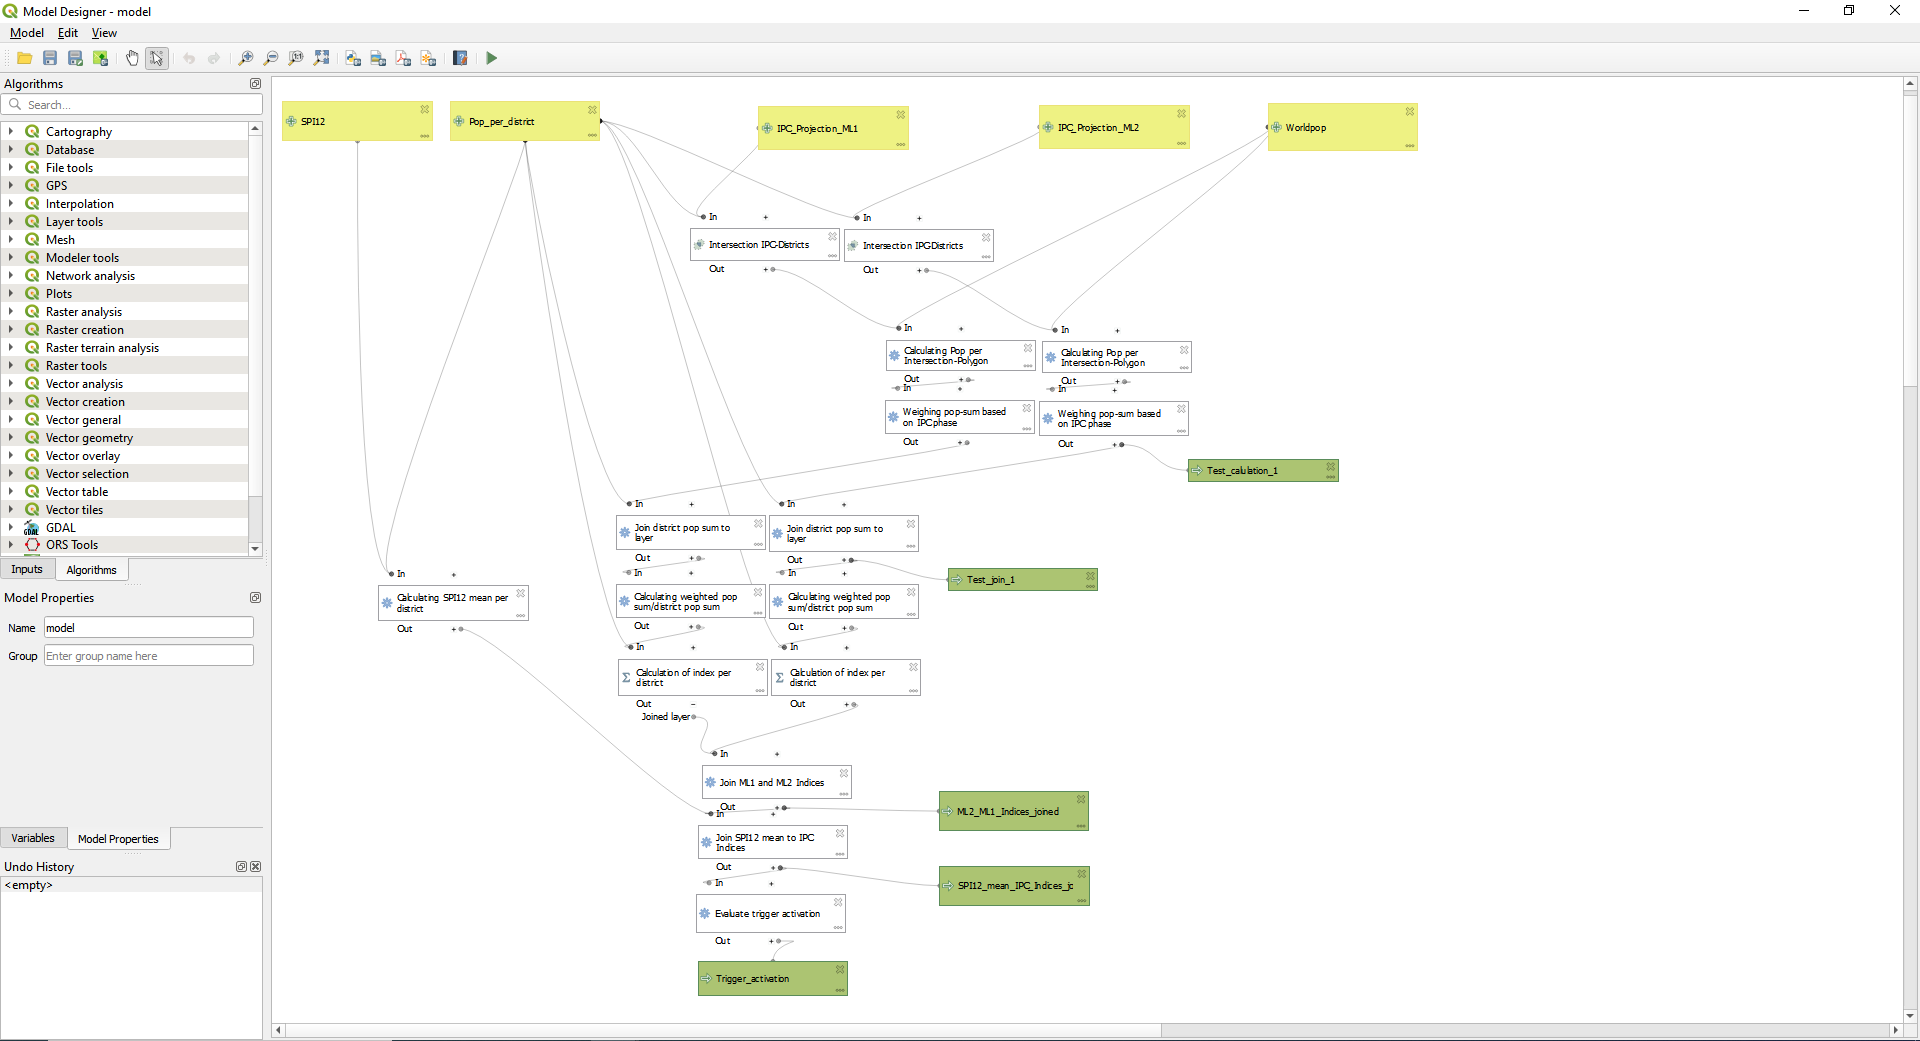 Model Designer - model
Model Edit View
Algorithms
Search...
Cartography
Database
File tools
GPS
Interpolation
Layer tools
Mesh
Modeler tools
Network analysis
Plots
Raster analysis
Raster creation
Raster terrain analysis
Raster tools
Vector analysis
Vector creation
Vector general
Vector geometry
Vector overlay
Vector selection
Vector table
Vector tiles
GDAL
GDAL
ORS Tools
Inputs Algorithms
Model Properties
Name model
Group Enter group name here
Variables Model Properties
Undo History
<empty>
SPI12
Pop_per_district
IPC_Projection_ML1
IPC_Projection_ML2
Worldpop
In +
In +
Intersection IPC-Districts
Intersection IPC-Districts
Out +
Out +
In +
In +
Calculating Pop per
Intersection-Polygon
Calculating Pop per
Intersection-Polygon
Out +
In +
Out +
In +
Weighing pop-sum based
on IPC phase
Weighing pop-sum based
on IPC phase
Out +
Out +
Test_calulation_1
In +
In +
Join district pop sum to
layer
Join district pop sum to
layer
Out +
In +
Out +
In +
Test_join_1
Calculating weighted pop
sum/district pop sum
Calculating weighted pop
sum/district pop sum
Out +
Out +
In +
Calculating SPI12 mean per
district
Out +
In +
In +
Calculation of index per
district
Calculation of index per
district
Out -
Joined layer
Out +
In +
Join ML1 and ML2 Indices
Out +
In +
ML2_ML1_Indices_joined
Join SPI12 mean to IPC
Indices
Out +
In +
SPI12_mean_IPC_Indices_jc
Evaluate trigger activation
Out +
Trigger_activation